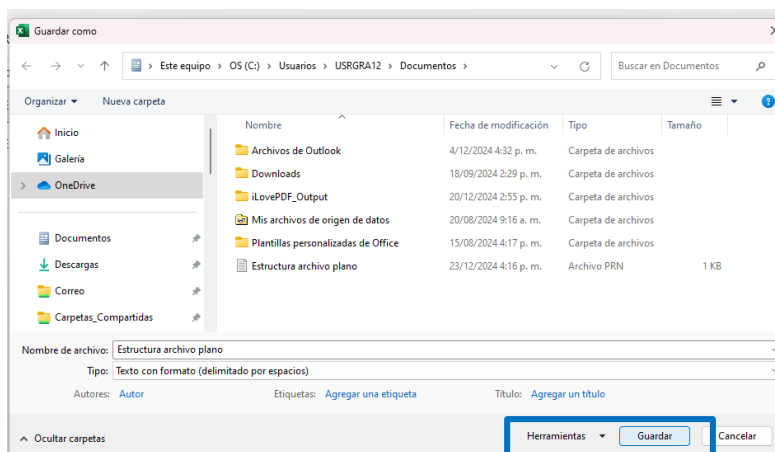 Guardar como
Este equipo > OS (C:) > Usuarios > USRGRA12 > Documentos >
Buscar en Documentos
Organizar
Nueva carpeta
Inicio
Galería
OneDrive
Documentos
Descargas
Correo
Carpetas_Compartidas
Nombre Fecha de modificación Tipo Tamaño
Archivos de Outlook 4/12/2024 4:32 p. m. Carpeta de archivos
Downloads 18/09/2024 2:29 p. m. Carpeta de archivos
iLovePDF_Output 20/12/2024 2:55 p. m. Carpeta de archivos
Mis archivos de origen de datos 20/08/2024 9:16 a. m. Carpeta de archivos
Plantillas personalizadas de Office 15/08/2024 4:17 p. m. Carpeta de archivos
Estructura archivo plano 23/12/2024 4:16 p. m. Archivo PRN 1 KB
Nombre de archivo: Estructura archivo plano
Tipo: Texto con formato (delimitado por espacios)
Autores: Autor Etiquetas: Agregar una etiqueta Título: Agregar un título
Ocultar carpetas Herramientas Guardar Cancelar